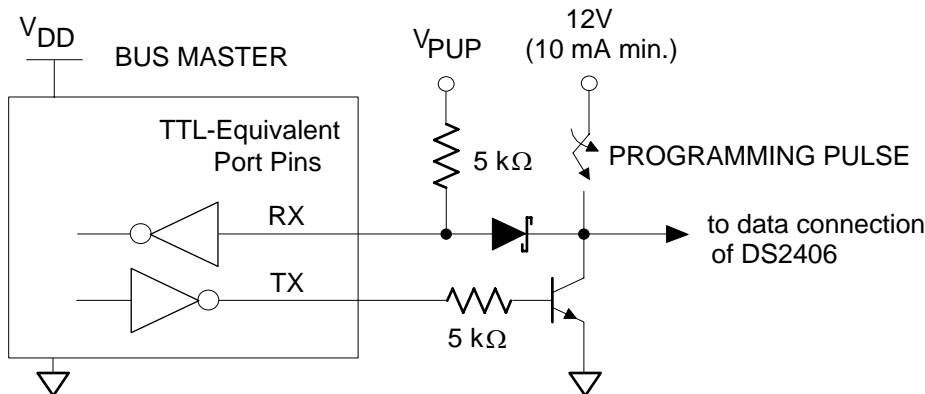 VDD
BUS MASTER
TTL-Equivalent
Port Pins
RX
TX
VPUP
5 kΩ
5 kΩ
12V
(10 mA min.)
PROGRAMMING PULSE
to data connection
of DS2406